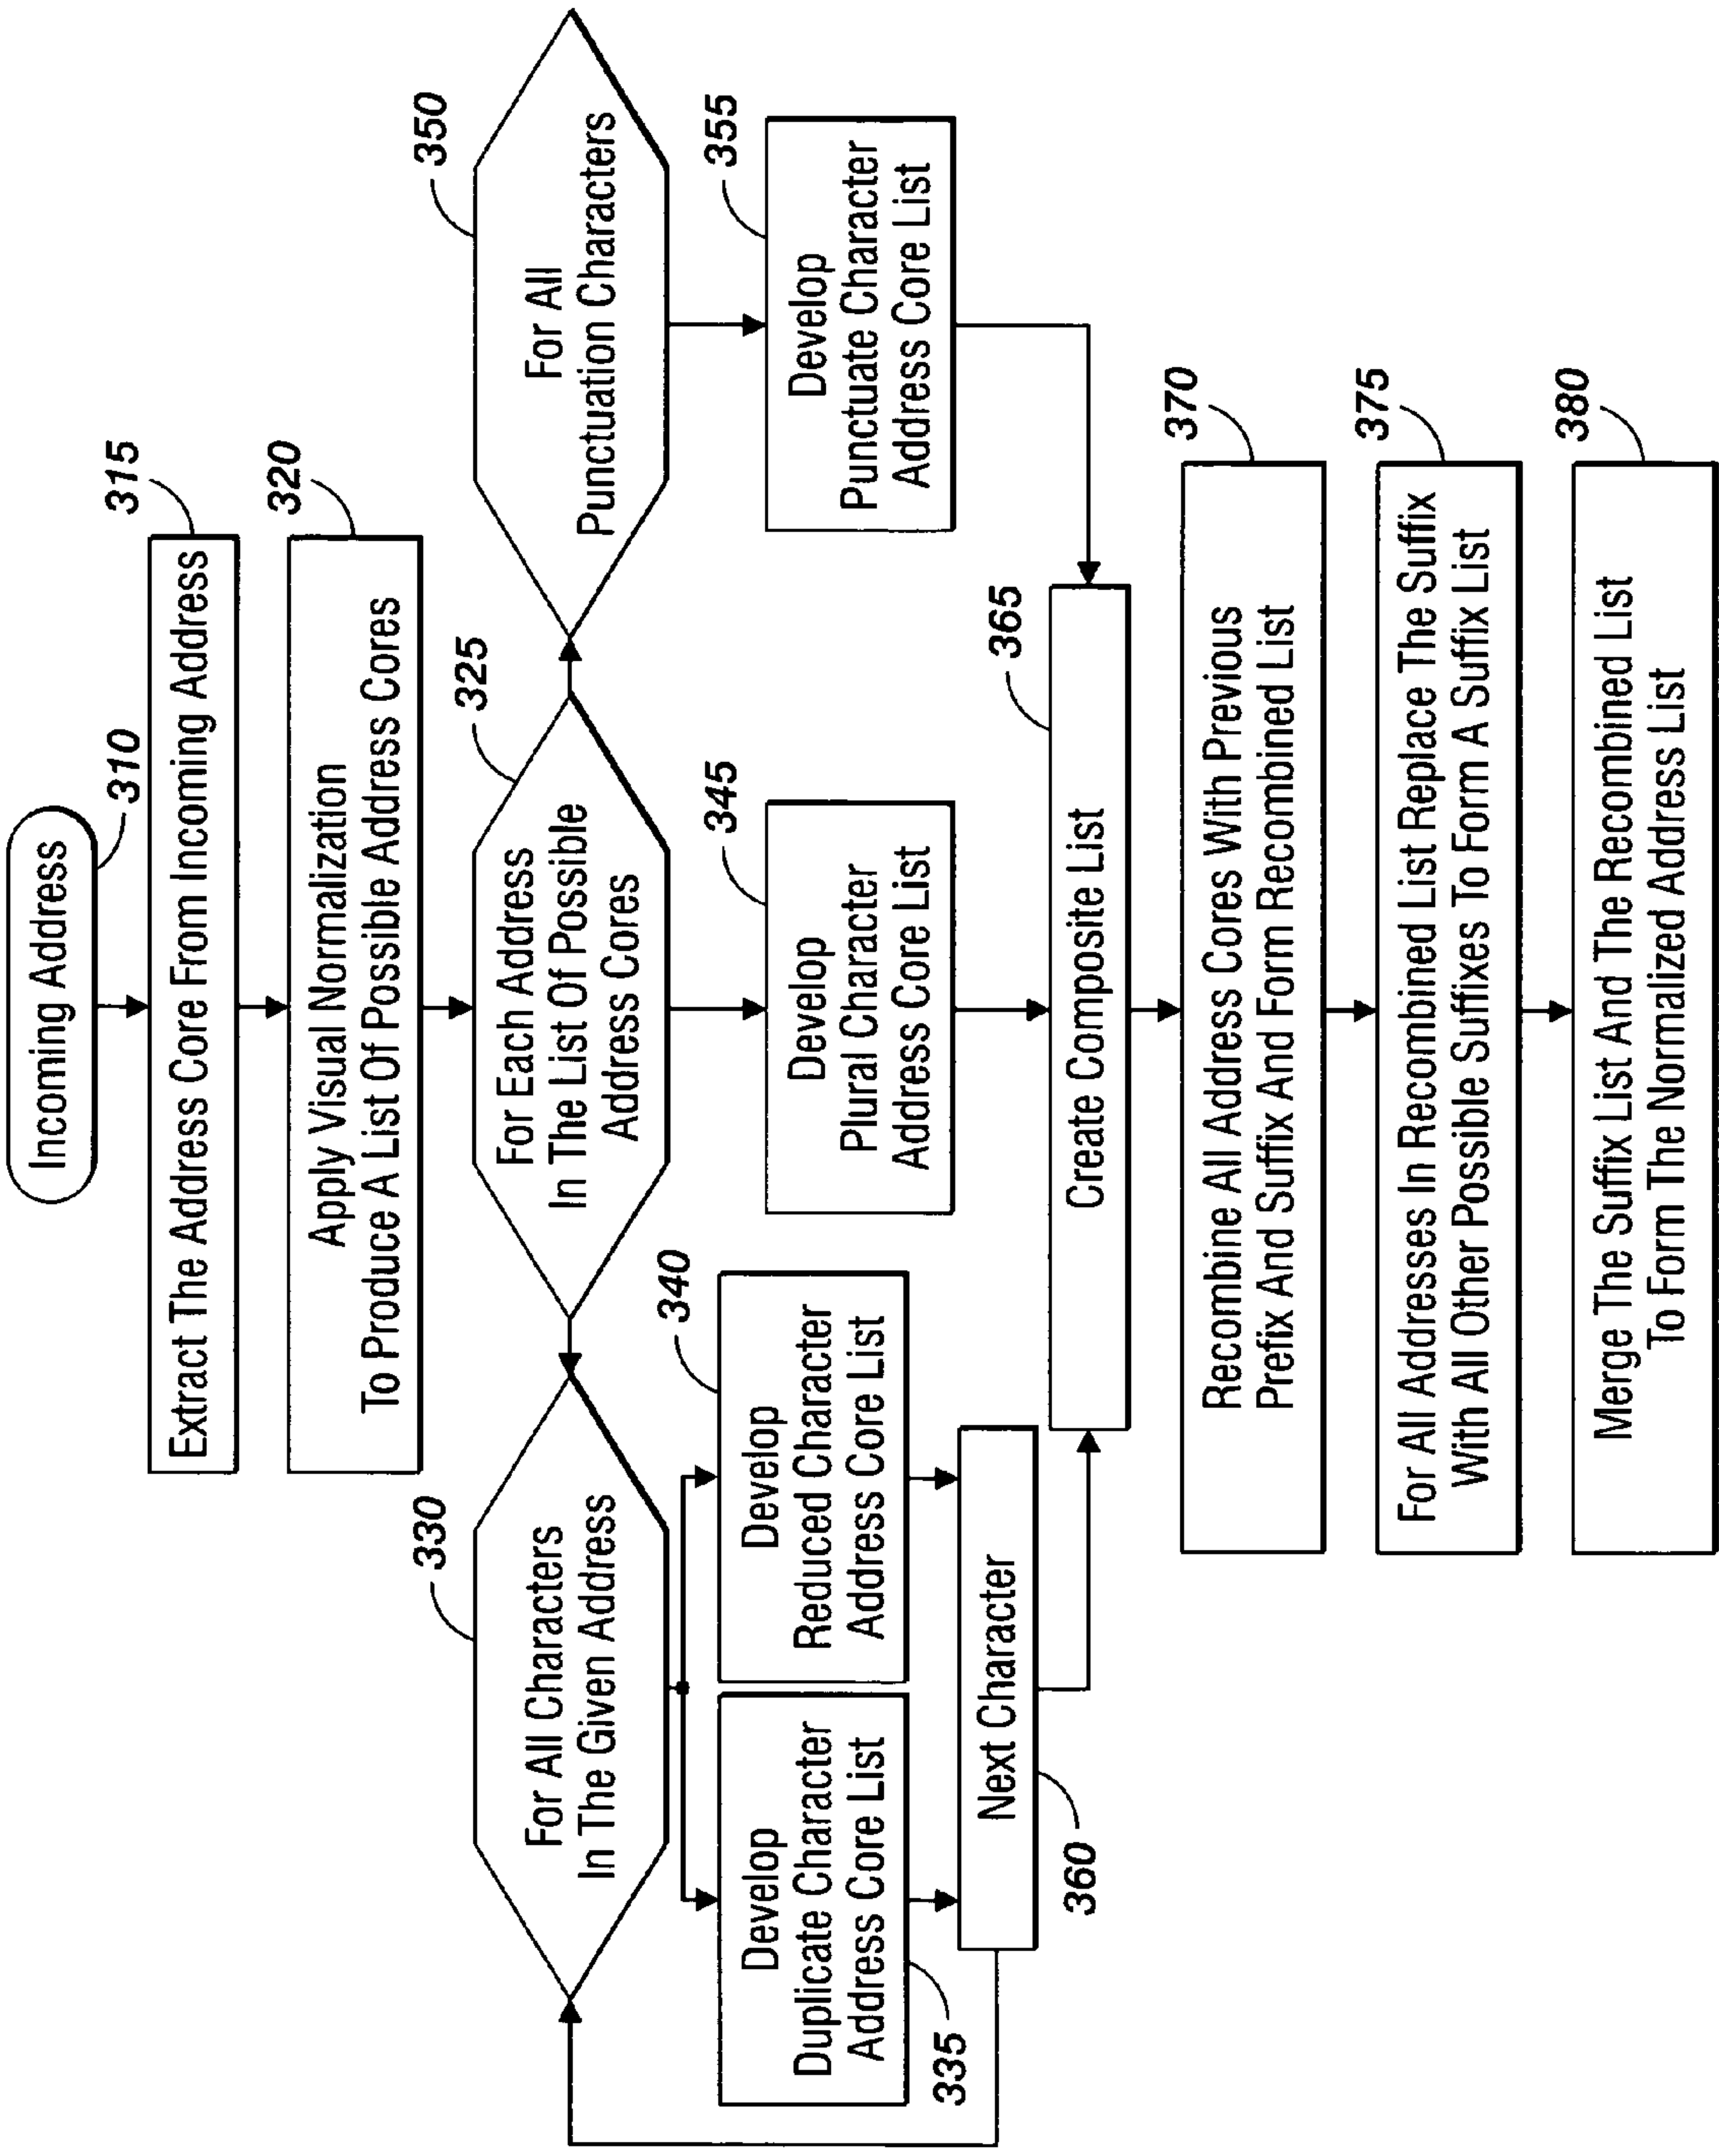 Incoming Address
310
Extract The Address Core From Incoming Address
315
Apply Visual Normalization
To Produce A List Of Possible Address Cores
320
For Each Address
In The List Of Possible
Address Cores
325
For All Characters
In The Given Address
330
For All
Punctuation Characters
350
Develop
Duplicate Character
Address Core List
335
Develop
Reduced Character
Address Core List
340
Develop
Plural Character
Address Core List
345
Develop
Punctuate Character
Address Core List
355
Next Character
360
Create Composite List
365
Recombine All Address Cores With Previous
Prefix And Suffix And Form Recombined List
370
For All Addresses In Recombined List Replace The Suffix
With All Other Possible Suffixes To Form A Suffix List
375
Merge The Suffix List And The Recombined List
To Form The Normalized Address List
380